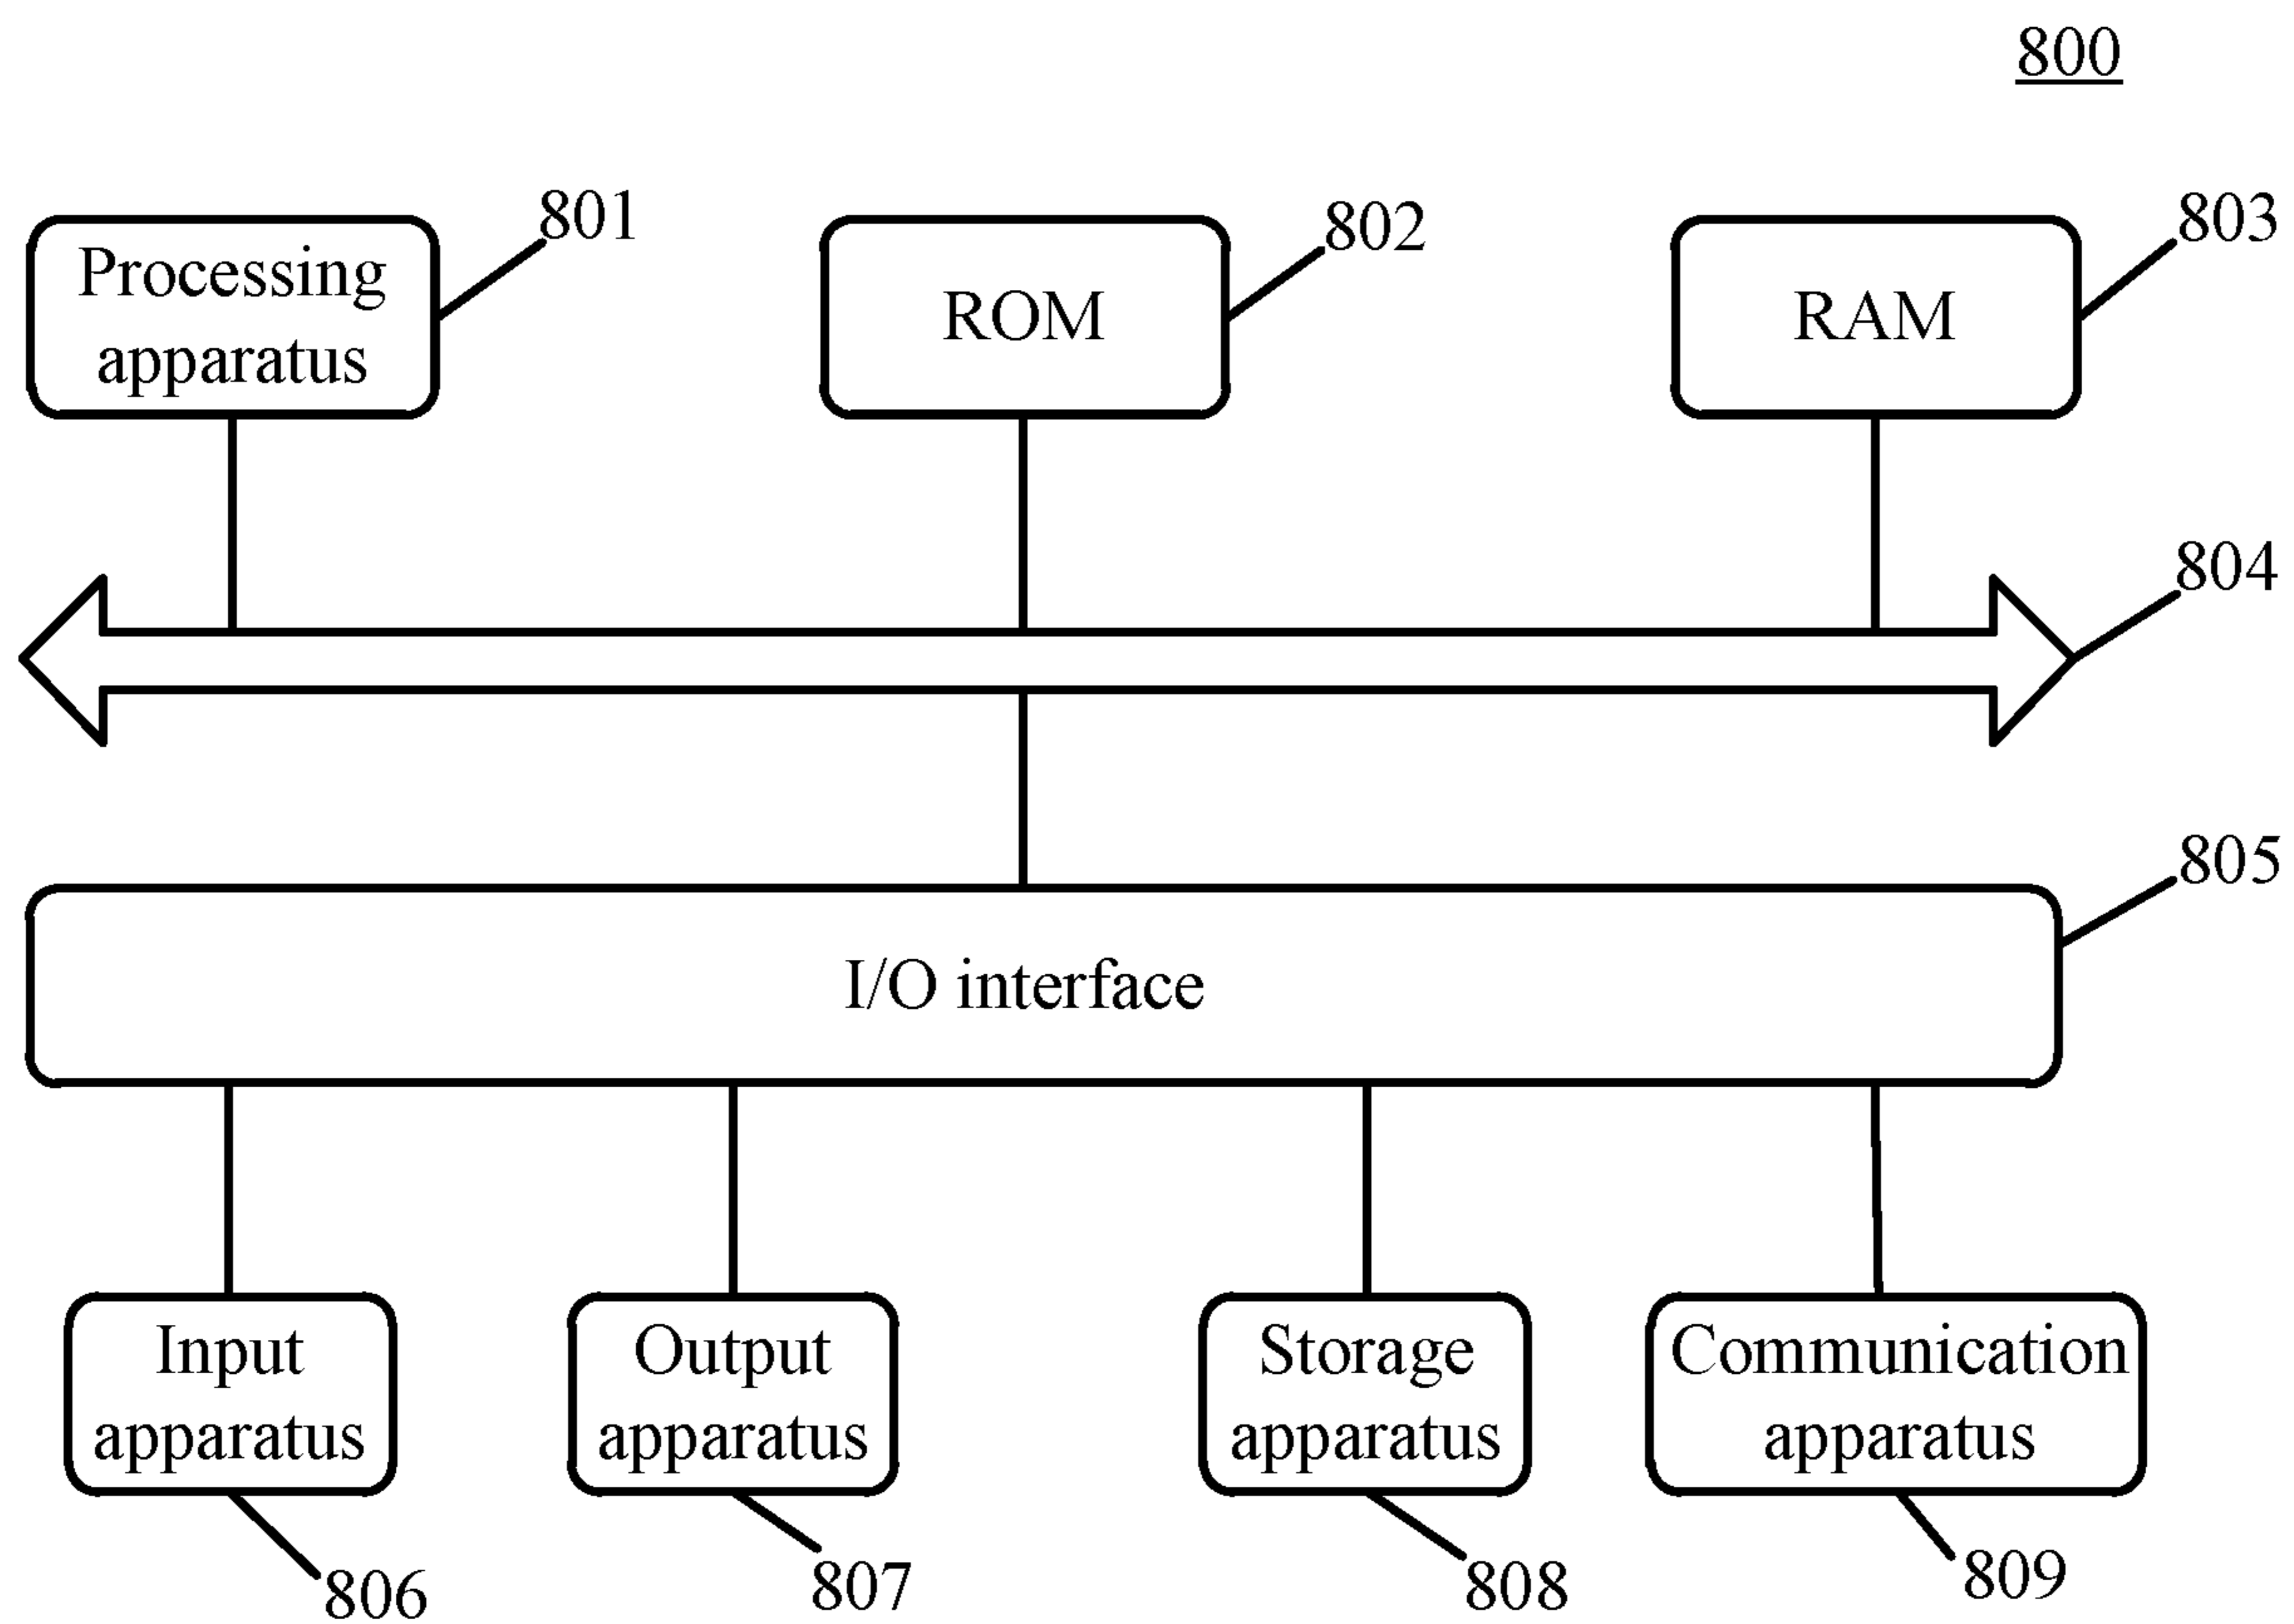 800
801
802
803
Processing
apparatus
ROM
RAM
804
805
I/O interface
Input
apparatus
Output
apparatus
Storage
apparatus
Communication
apparatus
806
807
808
809